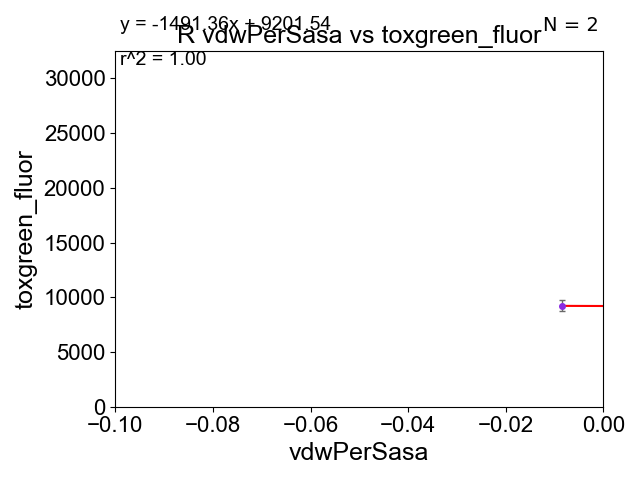 y = -1491.36x + 9201.54
N = 2
R vdwPerSasa vs toxgreen_fluor
r^2 = 1.00
30000
25000
20000
15000
10000
5000
0
toxgreen_fluor
−0.10 −0.08 −0.06 −0.04 −0.02 0.00
vdwPerSasa